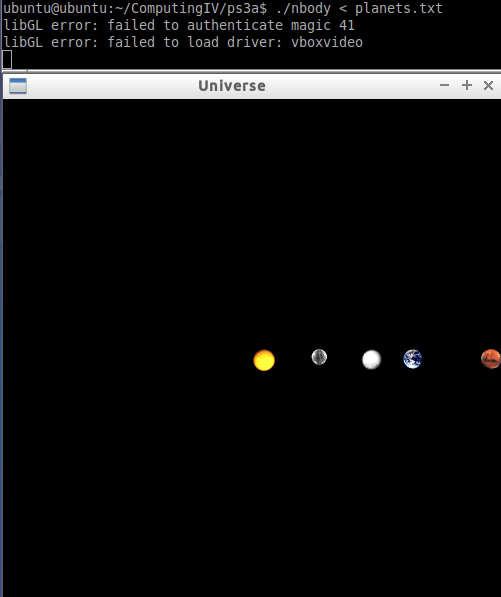 ubuntu@ubuntu:~/ComputingIV/ps3a$ ./nbody < planets.txt
libGL error: failed to authenticate magic 41
libGL error: failed to load driver: vboxvideo
Universe